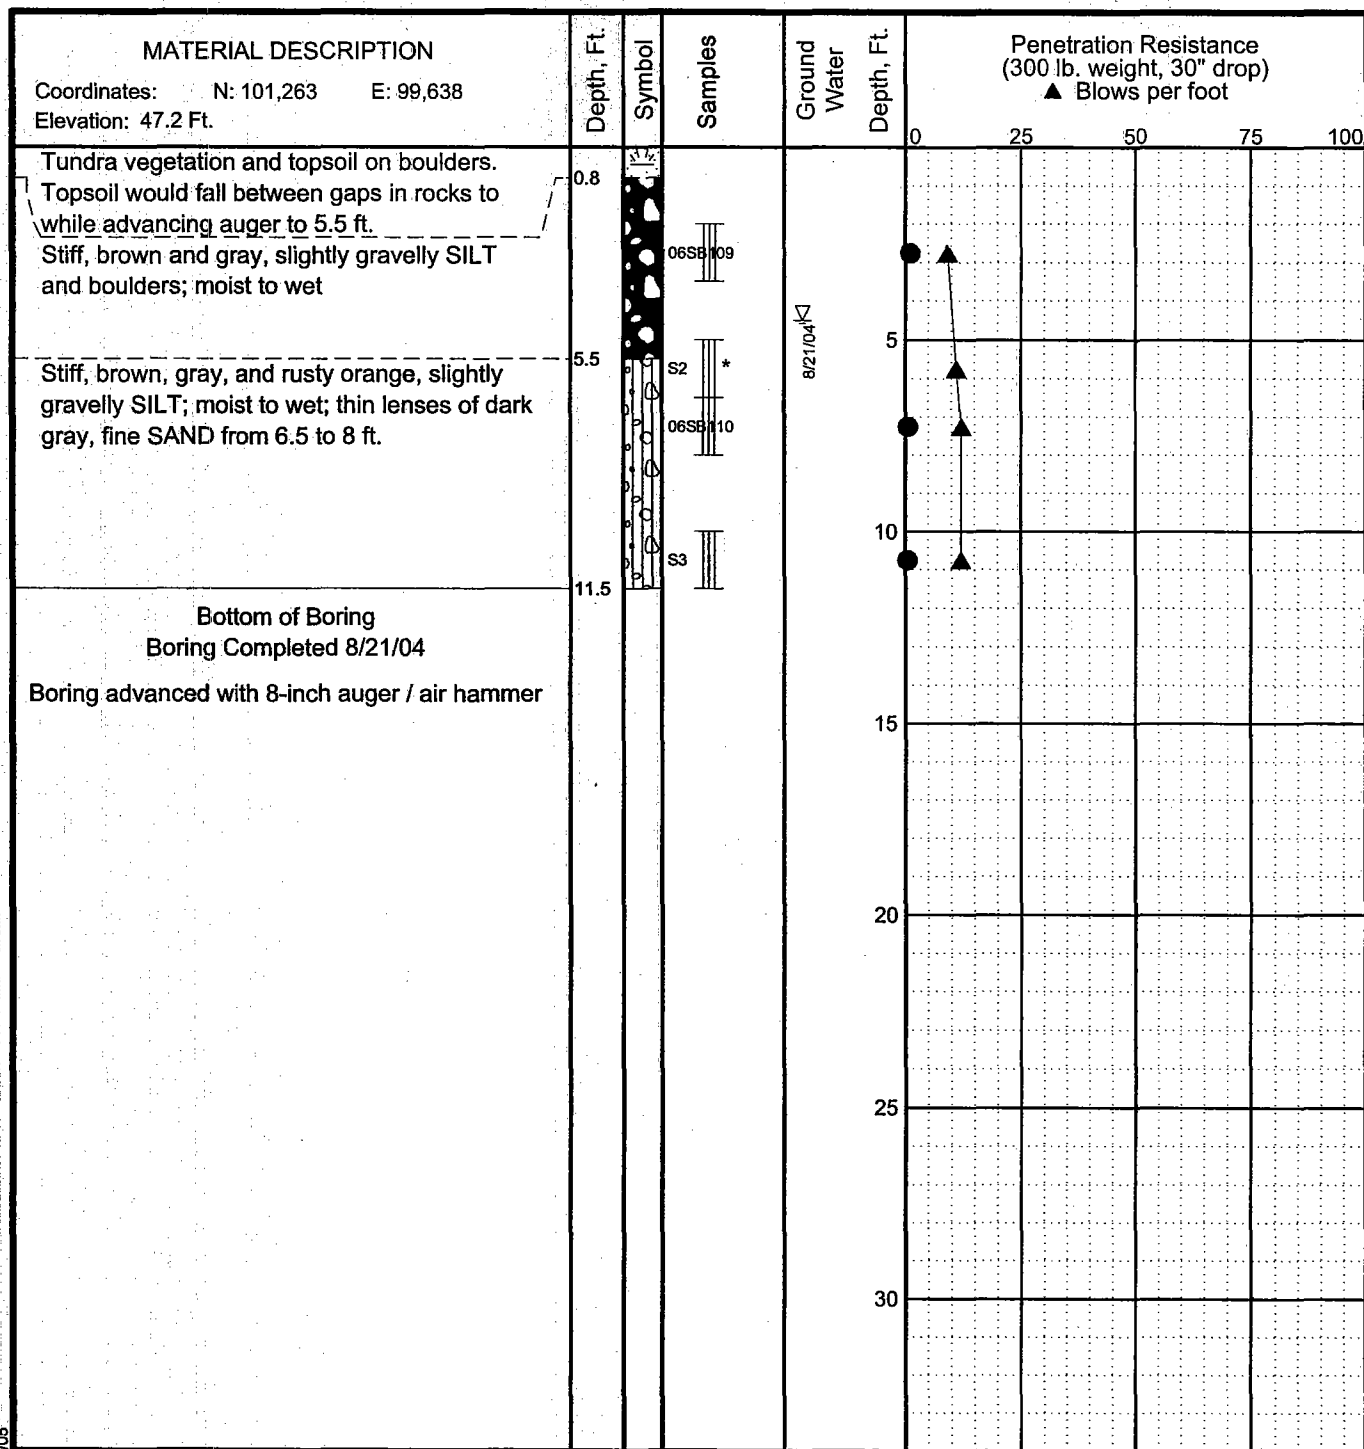 MATERIAL DESCRIPTION
Coordinates: N: 101,263 E: 99,638
Elevation: 47.2 Ft.
Depth, Ft.
Symbol
Samples
Ground Water
Depth, Ft.
Penetration Resistance
(300 lb. weight, 30" drop)
▲ Blows per foot
0 25 50 75 100
Tundra vegetation and topsoil on boulders.
Topsoil would fall between gaps in rocks to
while advancing auger to 5.5 ft.
0.8
Stiff, brown and gray, slightly gravelly SILT
and boulders; moist to wet
06SB109
8/21/04
5
5.5
Stiff, brown, gray, and rusty orange, slightly
gravelly SILT; moist to wet; thin lenses of dark
gray, fine SAND from 6.5 to 8 ft.
S2 *
06SB110
10
S3
11.5
Bottom of Boring
Boring Completed 8/21/04
Boring advanced with 8-inch auger / air hammer
15
20
25
30